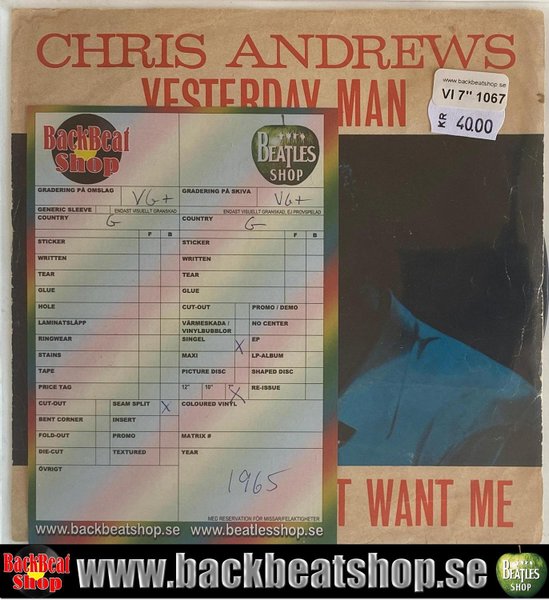 CHRIS ANDREWS
YESTERDAY MAN
www.backbeatshop.se
VI 7" 1067
KR 40.00
BackBeat
Shop
BEATLES
SHOP
GRADERING PÅ OMSLAG VG+ GRADERING PÅ SKIVA VG+
GENERIC SLEEVE ENDAST VISUELLT GRANSKAD ENDAST VISUELLT GRANSKAD, EJ PROVSPELAD
COUNTRY G COUNTRY G
F B F B
STICKER STICKER
WRITTEN WRITTEN
TEAR TEAR
GLUE GLUE
HOLE CUT-OUT PROMO / DEMO
LAMINATSLÄPP VÄRMESKADA / VINYLBUBBLOR NO CENTER
RINGWEAR SINGEL X EP
STAINS MAXI LP-ALBUM
TAPE PICTURE DISC SHAPED DISC
PRICE TAG 12" 10" 7" X RE-ISSUE
CUT-OUT SEAM SPLIT X COLOURED VINYL
BENT CORNER INSERT
FOLD-OUT PROMO MATRIX #
DIE-CUT TEXTURED
ÖVRIGT
1965
MED RESERVATION FÖR MISSAR/FELAKTIGHETER
www.backbeatshop.se www.beatlesshop.se
T WANT ME
BackBeat
Shop
www.backbeatshop.se
BEATLES
SHOP